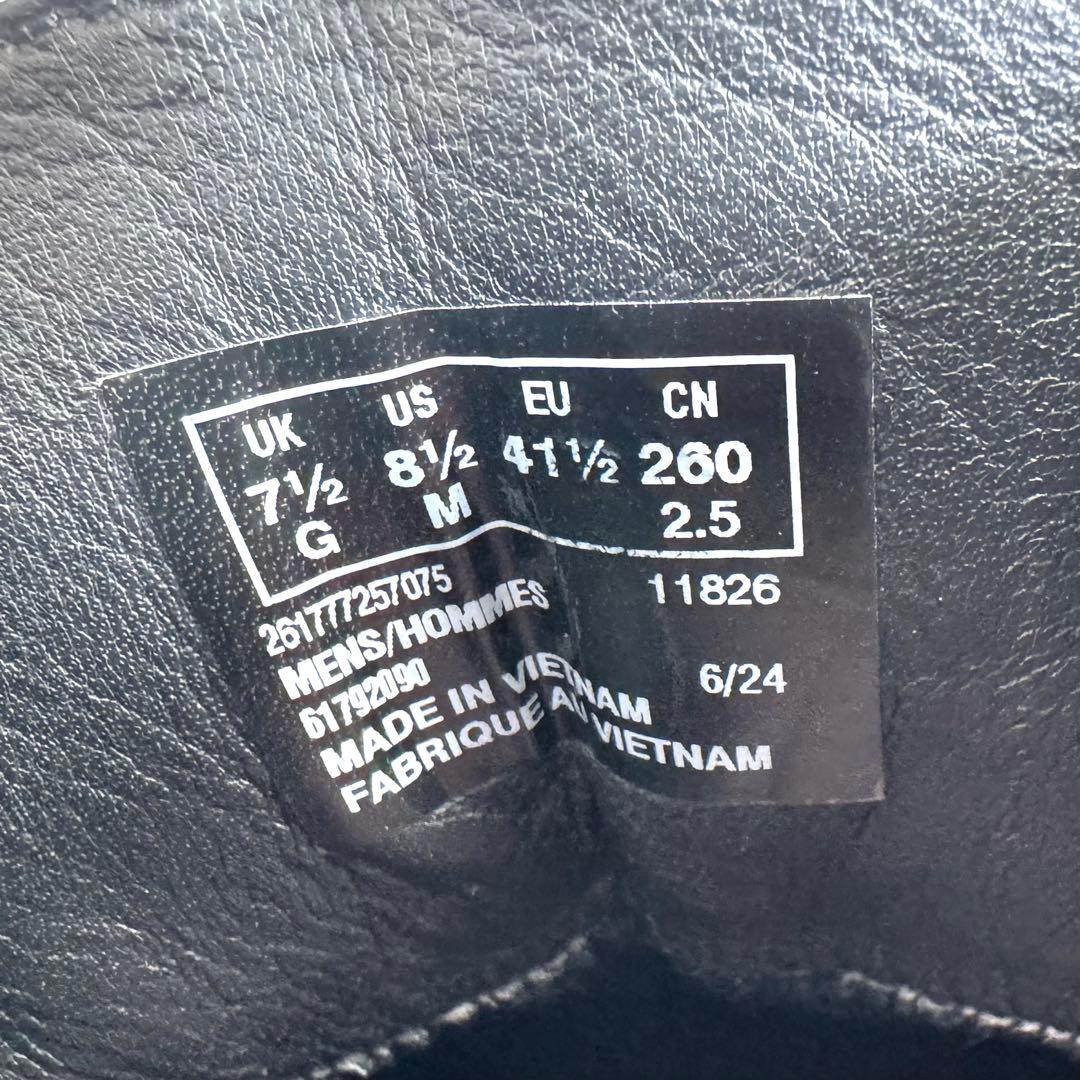 UK US EU CN
7½ 8½ 41½ 260
G M 2.5
261777257075 11826
MENS/HOMMES
61792090 6/24
MADE IN VIETNAM
FABRIQUE AU VIETNAM